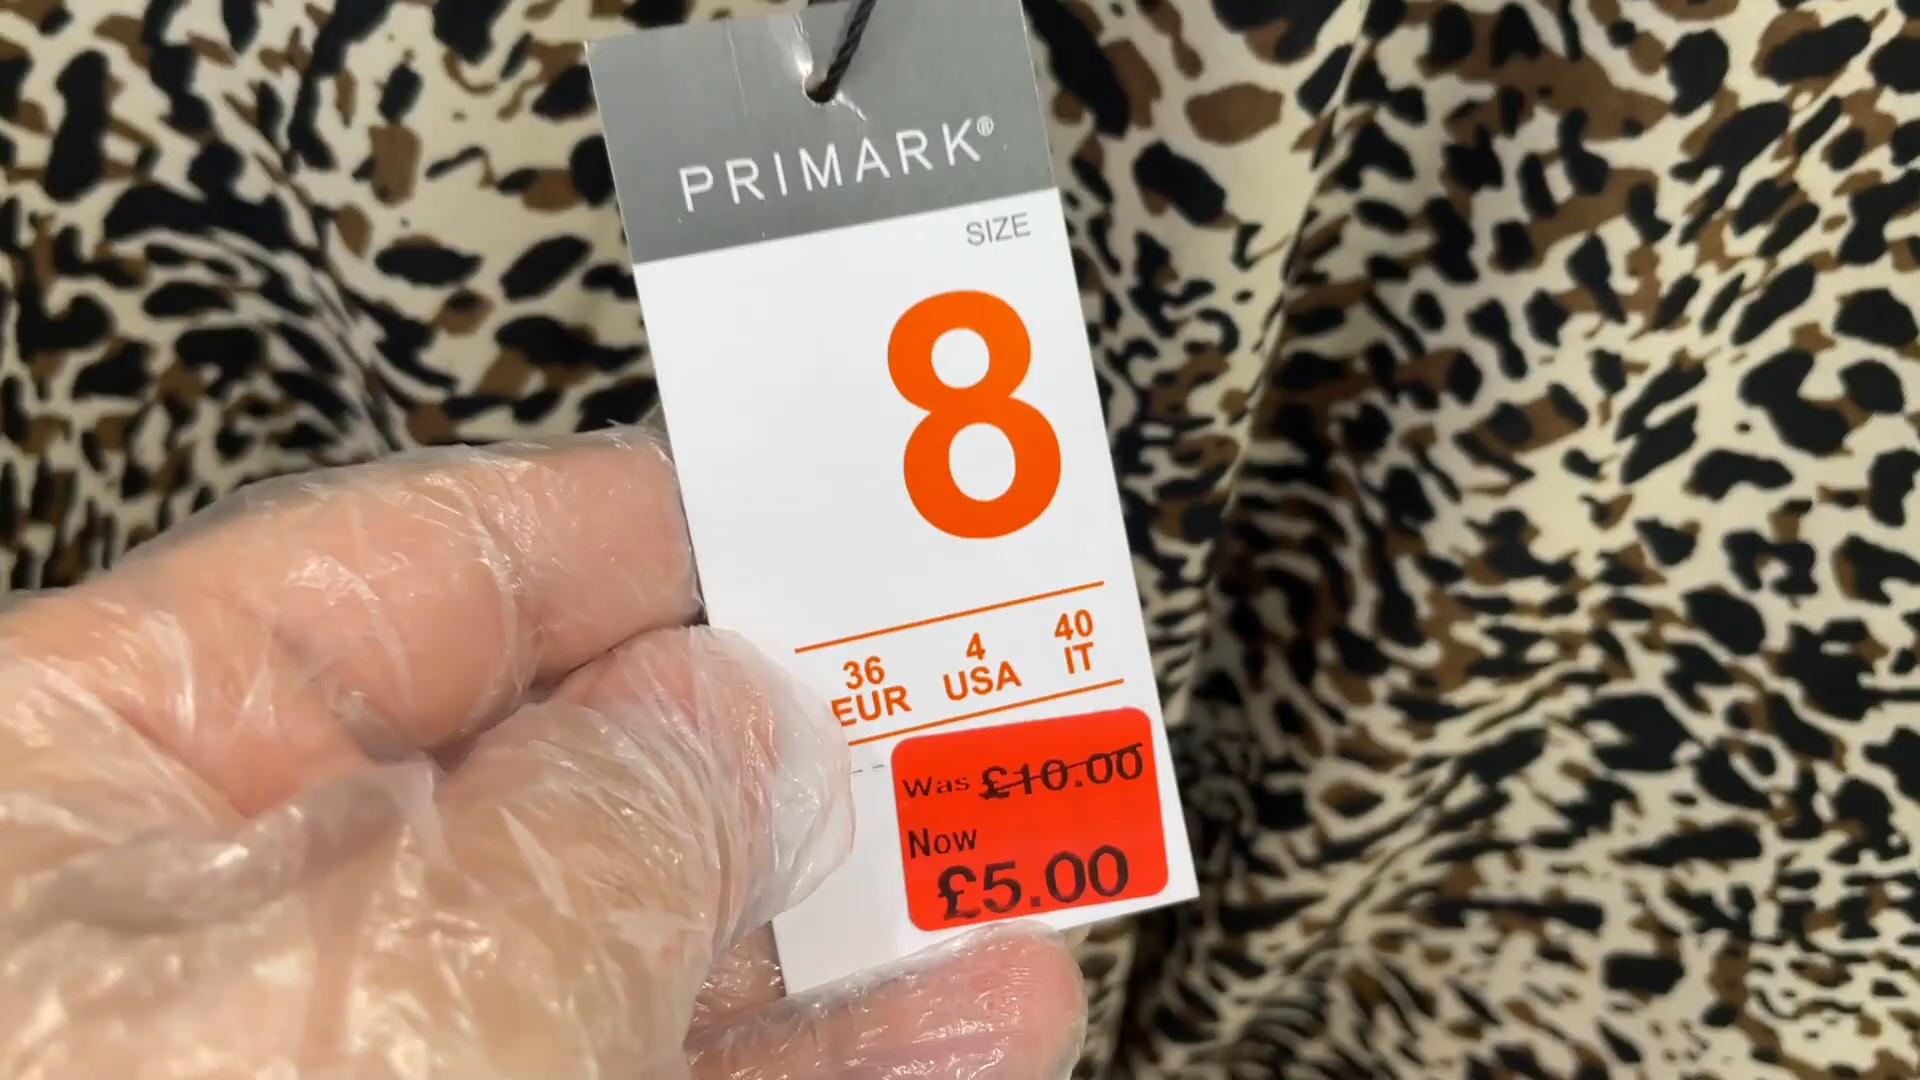 PRIMARK®
SIZE
8
36 4 40
EUR USA IT
Was £10.00
Now
£5.00